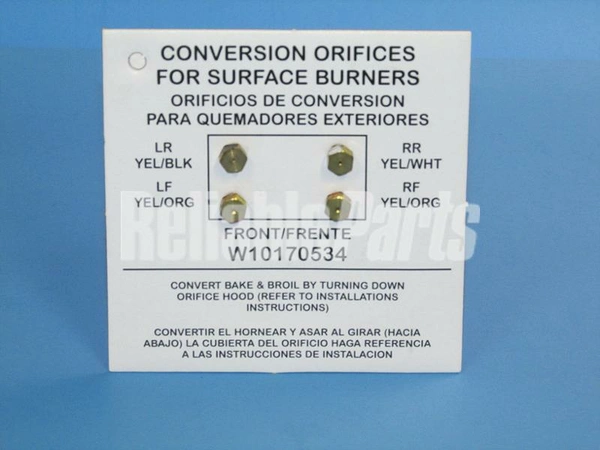 CONVERSION ORIFICES
FOR SURFACE BURNERS
ORIFICIOS DE CONVERSION
PARA QUEMADORES EXTERIORES
LR
YEL/BLK
RR
YEL/WHT
LF
YEL/ORG
RF
YEL/ORG
ReliableParts
FRONT/FRENTE
W10170534
CONVERT BAKE & BROIL BY TURNING DOWN
ORIFICE HOOD (REFER TO INSTALLATIONS
INSTRUCTIONS)
CONVERTIR EL HORNEAR Y ASAR AL GIRAR (HACIA
ABAJO) LA CUBIERTA DEL ORIFICIO HAGA REFERENCIA
A LAS INSTRUCCIONES DE INSTALACION